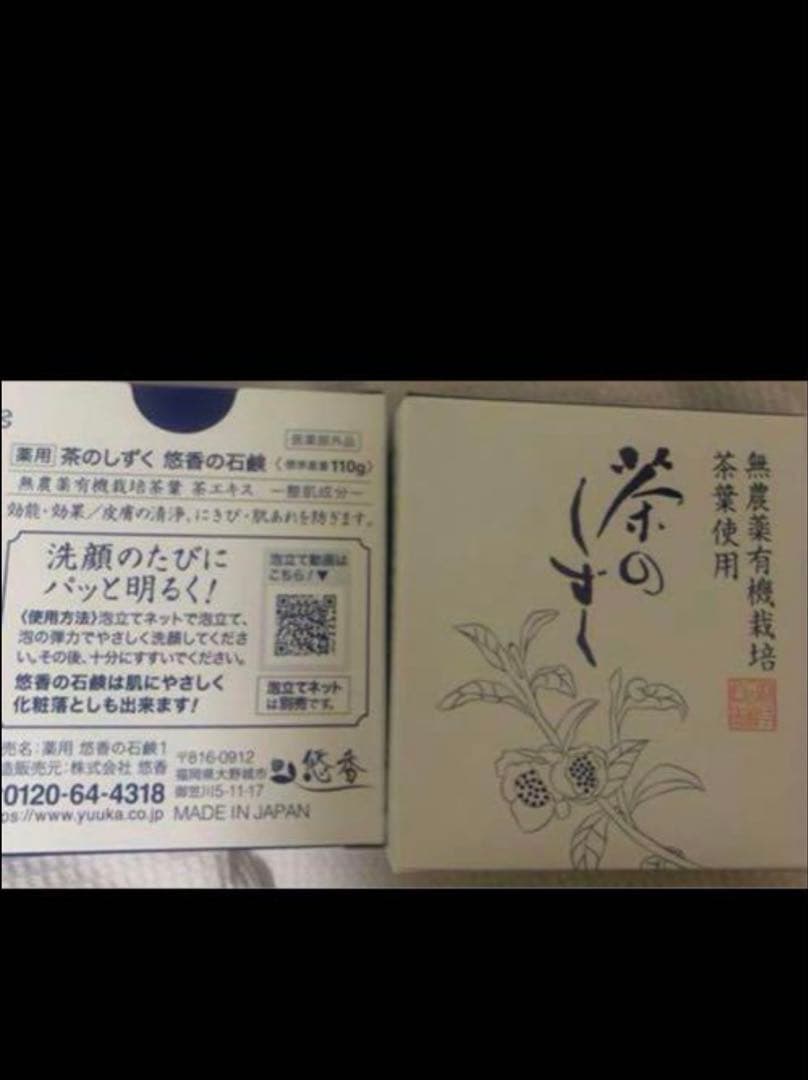 医薬部外品
薬用 茶のしずく 悠香の石鹸〈標準重量110g〉
無農薬有機栽培茶葉 茶エキス ー整肌成分ー
効能・効果/皮膚の清浄、にきび・肌あれを防ぎます。
洗顔のたびに
パッと明るく!
〈使用方法〉泡立てネットで泡立て、
泡の弾力でやさしく洗顔してくださ
い。その後、十分にすすいでください。
悠香の石鹸は肌にやさしく
化粧落としも出来ます!
泡立て動画は
こちら!▼
泡立てネット
は別売です。
売名:薬用 悠香の石鹸1
造販売元:株式会社 悠香
0120-64-4318
ps://www.yuuka.co.jp
〒816-0912
福岡県大野城市
御笠川5-11-17
MADE IN JAPAN
悠香
茶の
しずく
無農薬有機栽培
茶葉使用